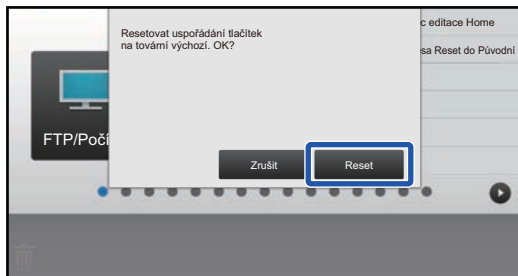 Resetovat uspořádání tlačítek
na tovární výchozí. OK?
c editace Home
sa Reset do Původní
FTP/Počí
Zrušit
Reset